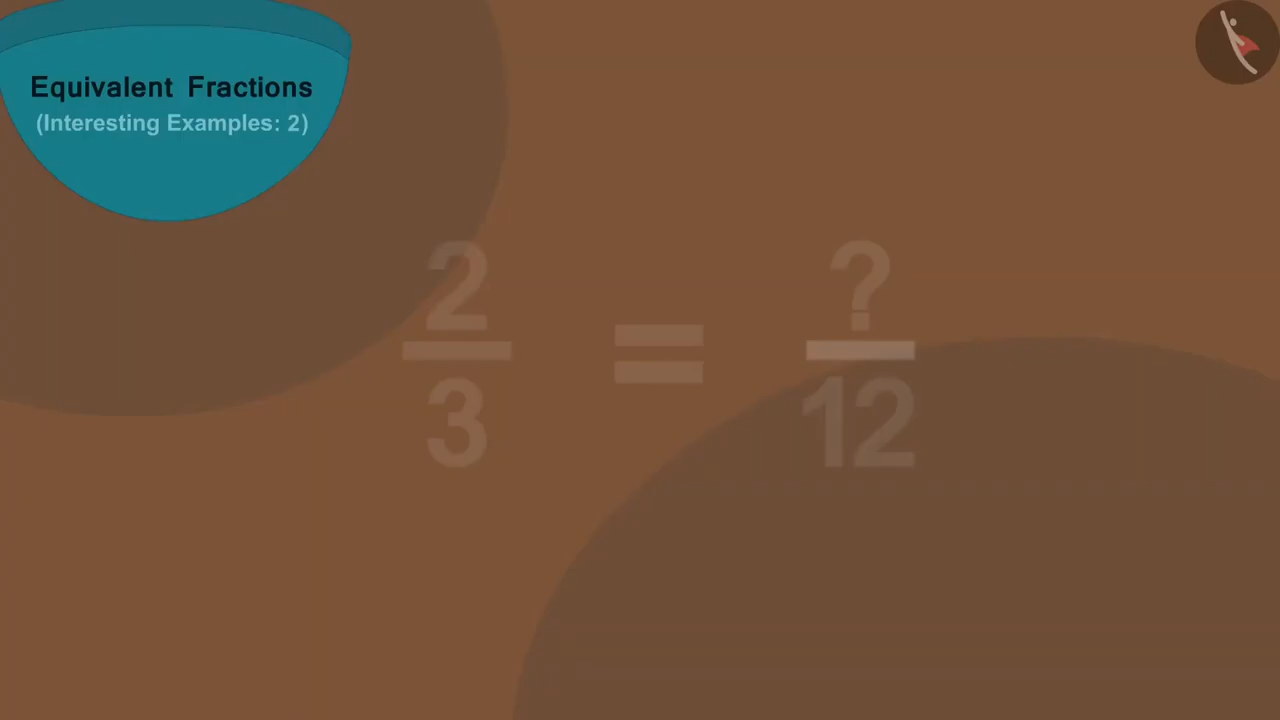 Equivalent Fractions
(Interesting Examples: 2)
2 ?
= 
3 12